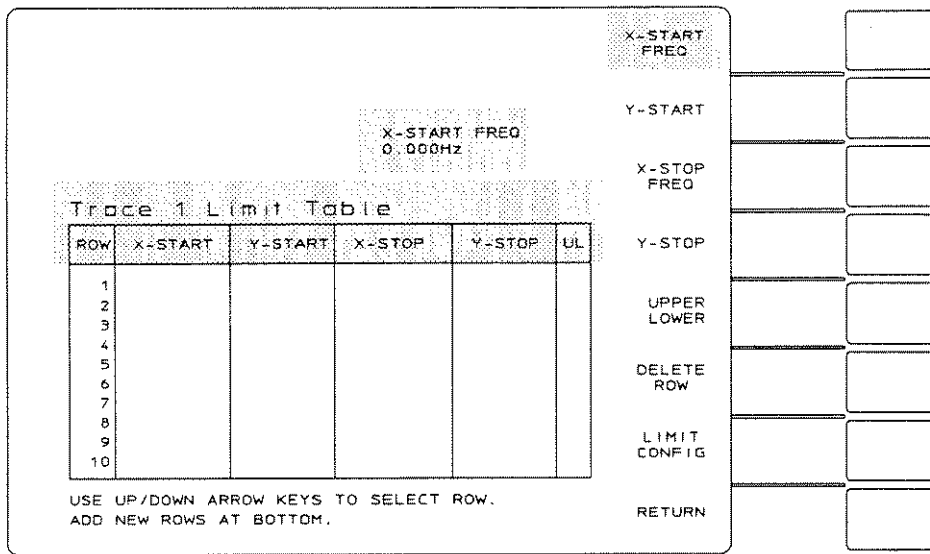 X-START
FREQ
Y-START
X-START FREQ
0.000Hz
X-STOP
FREQ
Trace 1 Limit Table
ROW X-START Y-START X-STOP Y-STOP UL
Y-STOP
1
2
3
4
5
6
7
8
9
10
UPPER
LOWER
DELETE
ROW
LIMIT
CONFIG
USE UP/DOWN ARROW KEYS TO SELECT ROW.
ADD NEW ROWS AT BOTTOM.
RETURN